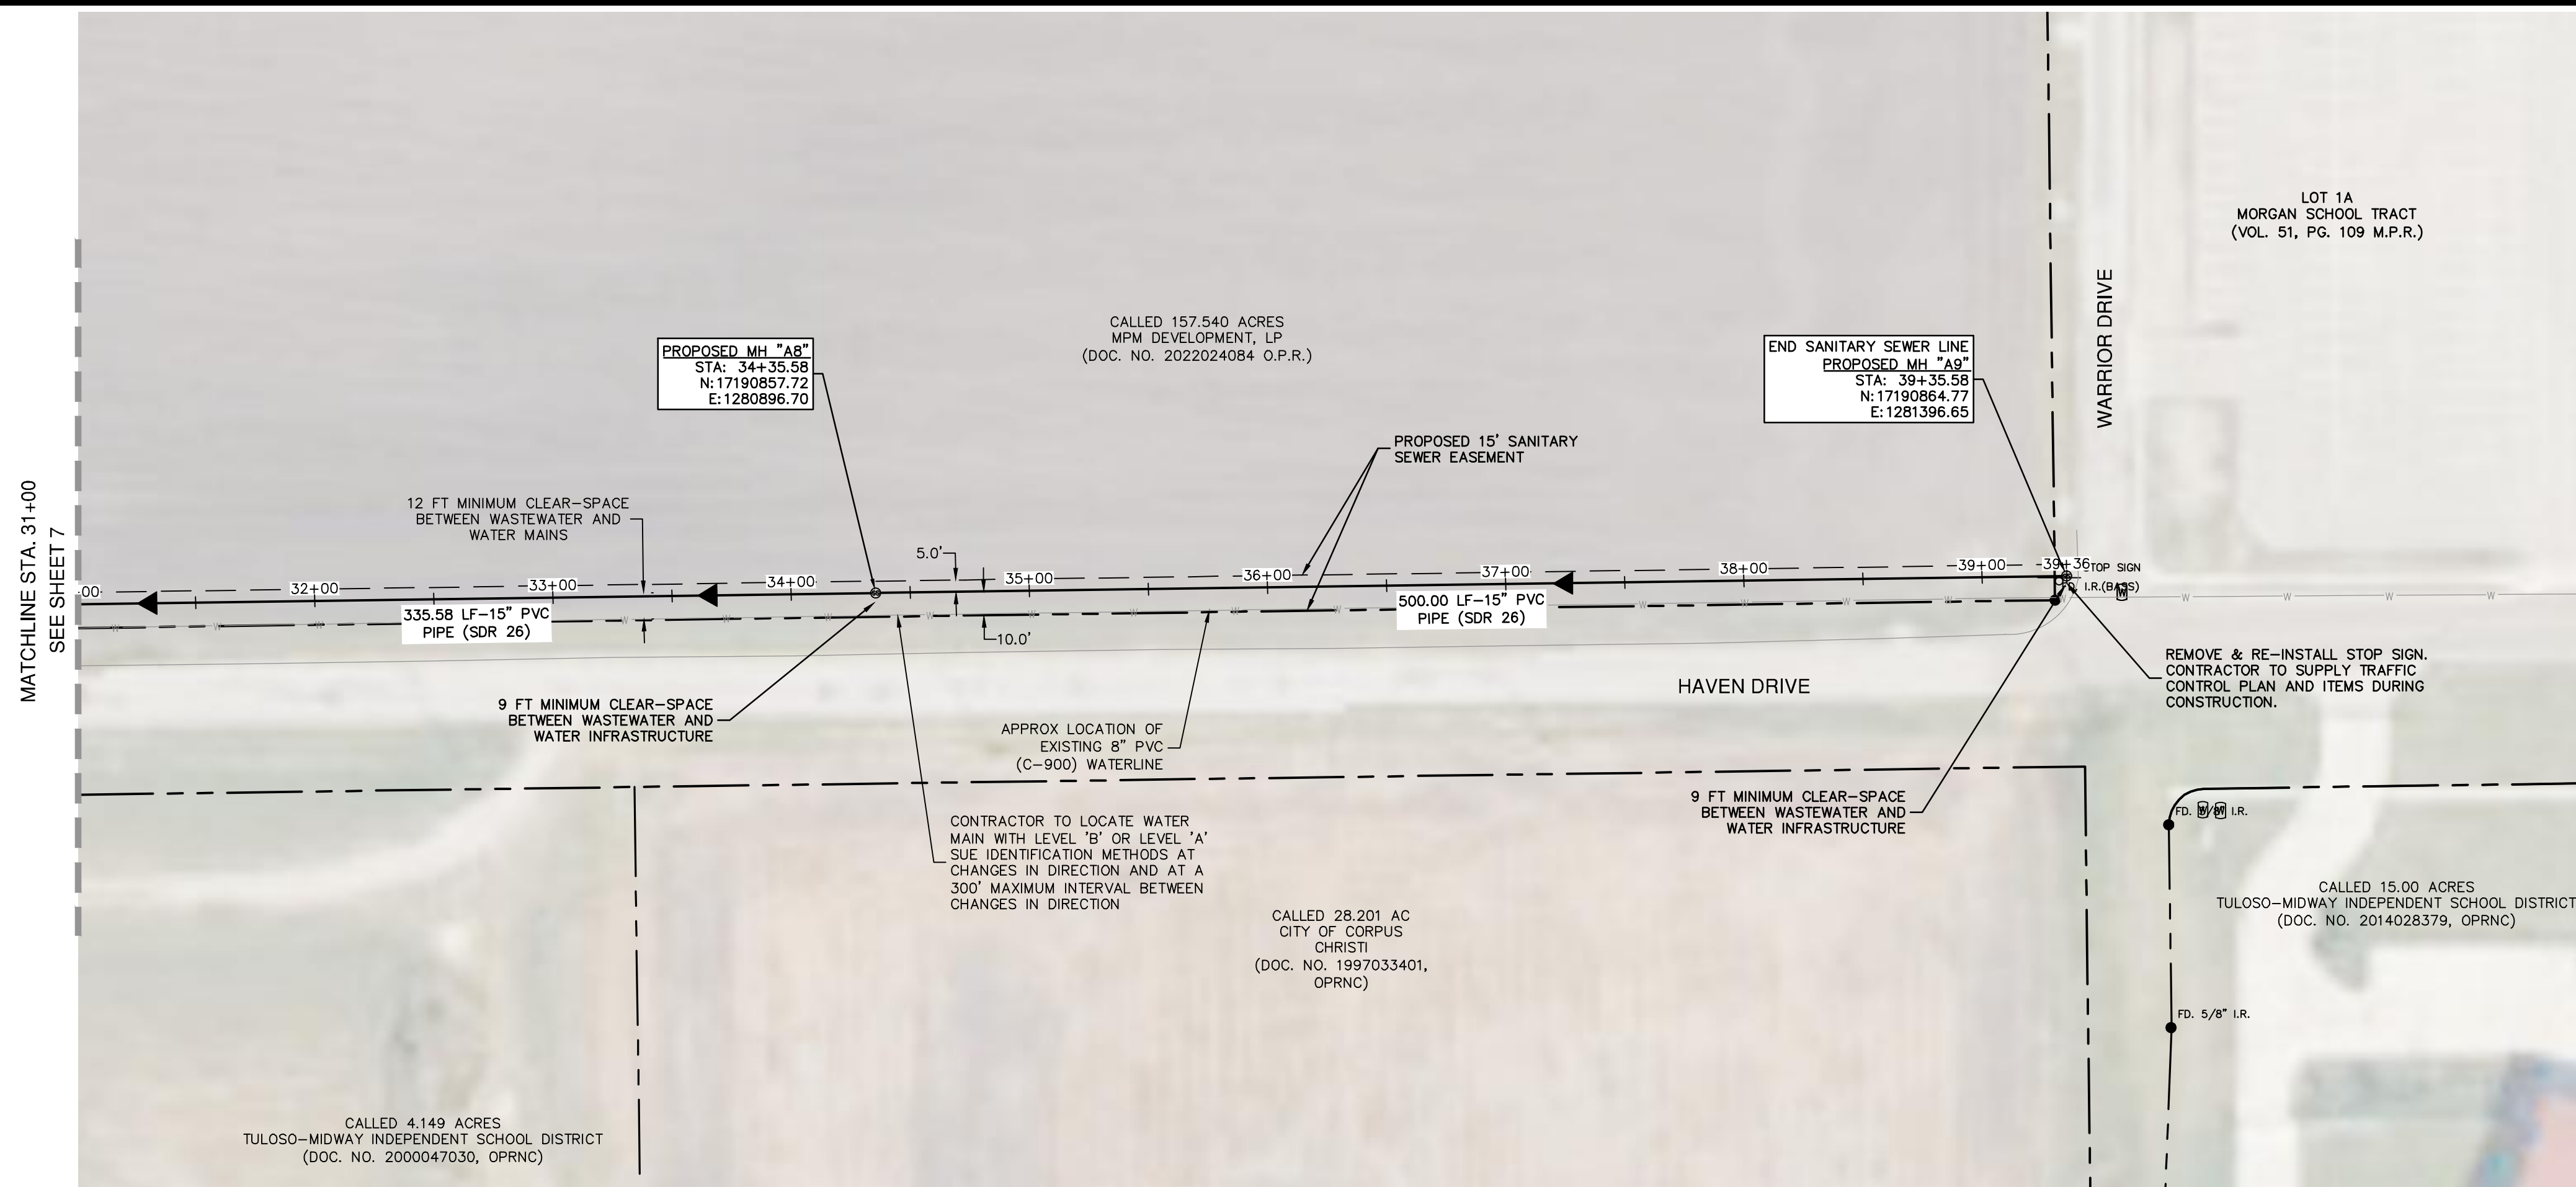 MATCHLINE STA. 31+00
SEE SHEET 7
LOT 1A
MORGAN SCHOOL TRACT
(VOL. 51, PG. 109 M.P.R.)
WARRIOR DRIVE
CALLED 157.540 ACRES
MPM DEVELOPMENT, LP
(DOC. NO. 2022024084 O.P.R.)
PROPOSED MH "A8"
STA: 34+35.58
N:17190857.72
E:1280896.70
END SANITARY SEWER LINE
PROPOSED MH "A9"
STA: 39+35.58
N:17190864.77
E:1281396.65
PROPOSED 15' SANITARY
SEWER EASEMENT
12 FT MINIMUM CLEAR-SPACE
BETWEEN WASTEWATER AND
WATER MAINS
5.0'
00
32+00
33+00
34+00
35+00
36+00
37+00
38+00
39+00
39+36
STOP SIGN
I.R.(BASS)
335.58 LF-15" PVC
PIPE (SDR 26)
500.00 LF-15" PVC
PIPE (SDR 26)
10.0'
W W W W W W W W W W W W W W W W W W
HAVEN DRIVE
REMOVE & RE-INSTALL STOP SIGN.
CONTRACTOR TO SUPPLY TRAFFIC
CONTROL PLAN AND ITEMS DURING
CONSTRUCTION.
9 FT MINIMUM CLEAR-SPACE
BETWEEN WASTEWATER AND
WATER INFRASTRUCTURE
APPROX LOCATION OF
EXISTING 8" PVC
(C-900) WATERLINE
9 FT MINIMUM CLEAR-SPACE
BETWEEN WASTEWATER AND
WATER INFRASTRUCTURE
FD. I.R.
CONTRACTOR TO LOCATE WATER
MAIN WITH LEVEL 'B' OR LEVEL 'A'
SUE IDENTIFICATION METHODS AT
CHANGES IN DIRECTION AND AT A
300' MAXIMUM INTERVAL BETWEEN
CHANGES IN DIRECTION
CALLED 28.201 AC
CITY OF CORPUS
CHRISTI
(DOC. NO. 1997033401,
OPRNC)
CALLED 15.00 ACRES
TULOSO-MIDWAY INDEPENDENT SCHOOL DISTRICT
(DOC. NO. 2014028379, OPRNC)
FD. 5/8" I.R.
CALLED 4.149 ACRES
TULOSO-MIDWAY INDEPENDENT SCHOOL DISTRICT
(DOC. NO. 2000047030, OPRNC)